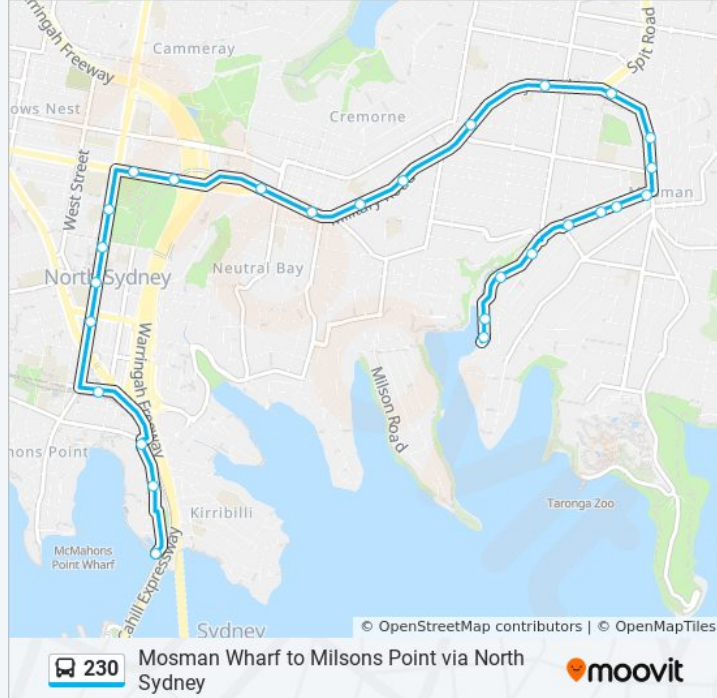 Warringah Freeway
Cammeray
Spit Road
ows Nest
Cremorne
West Street
Military Road
Mosman
North Sydney
Neutral Bay
Warringah Freeway
Milson Road
hons Point
Kirribilli
Taronga Zoo
McMahons
Point Wharf
Cahill Expressway
© OpenStreetMap contributors | © OpenMapTiles
Sydney
230
Mosman Wharf to Milsons Point via North
Sydney
moovit